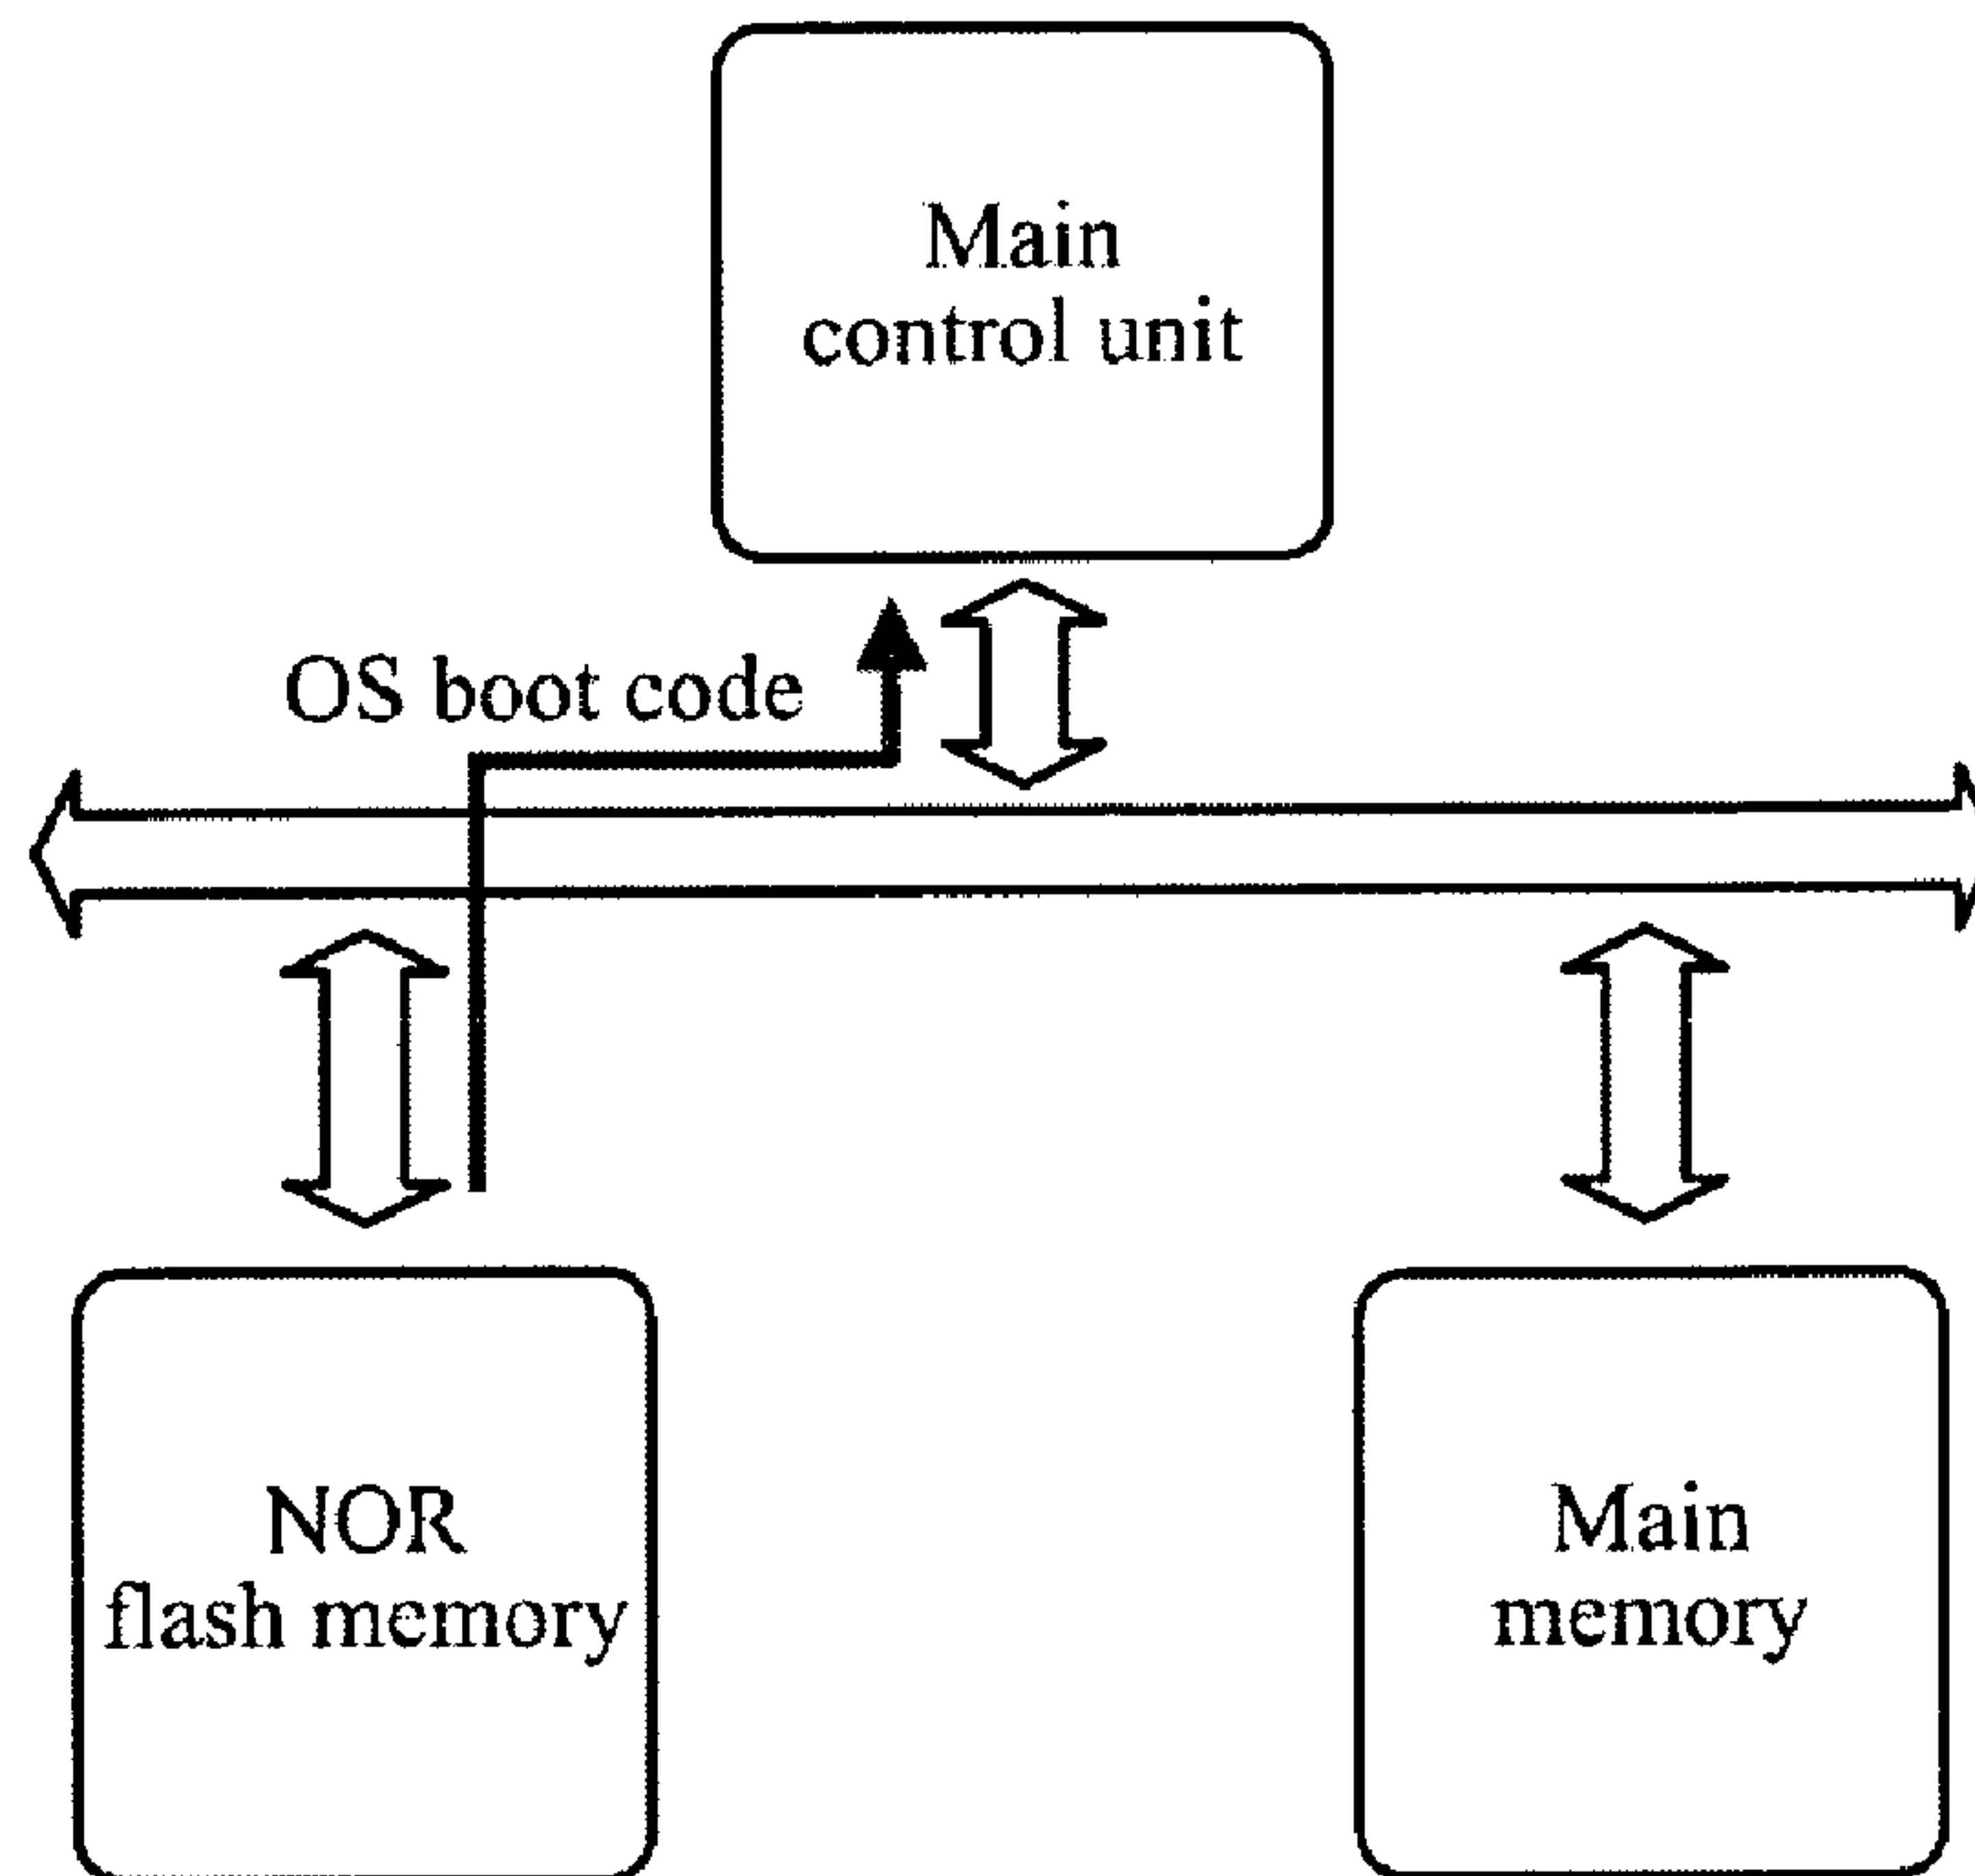 Main
control unit
OS boot code
NOR
flash memory
Main
memory